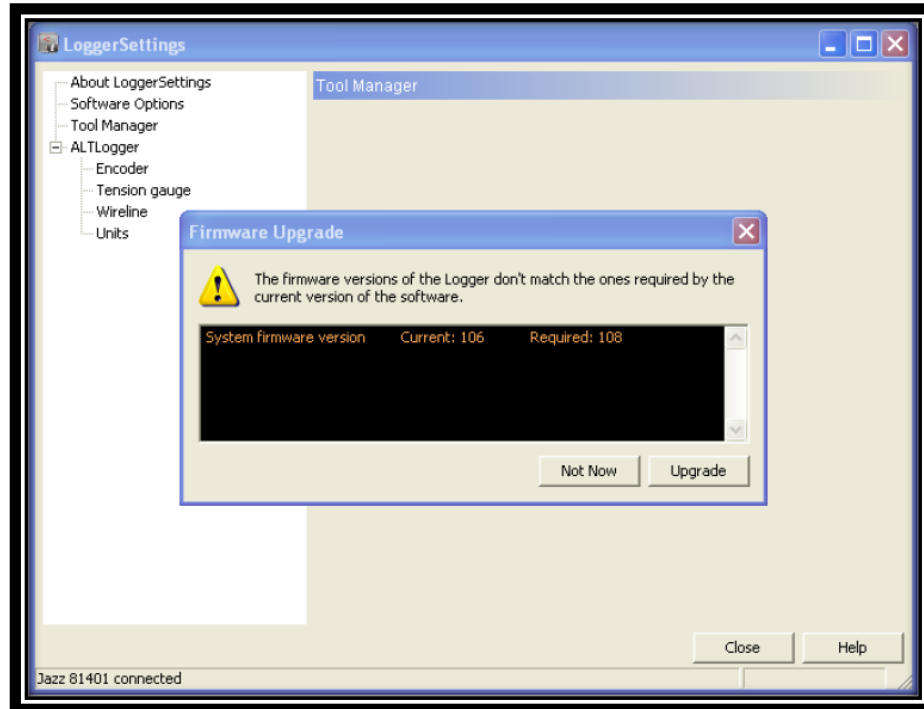 LoggerSettings
About LoggerSettings
Software Options
Tool Manager
ALTLogger
Encoder
Tension gauge
Wireline
Units
Tool Manager
Firmware Upgrade
The firmware versions of the Logger don't match the ones required by the
current version of the software.
System firmware version Current: 106 Required: 108
Not Now Upgrade
Close Help
Jazz 81401 connected